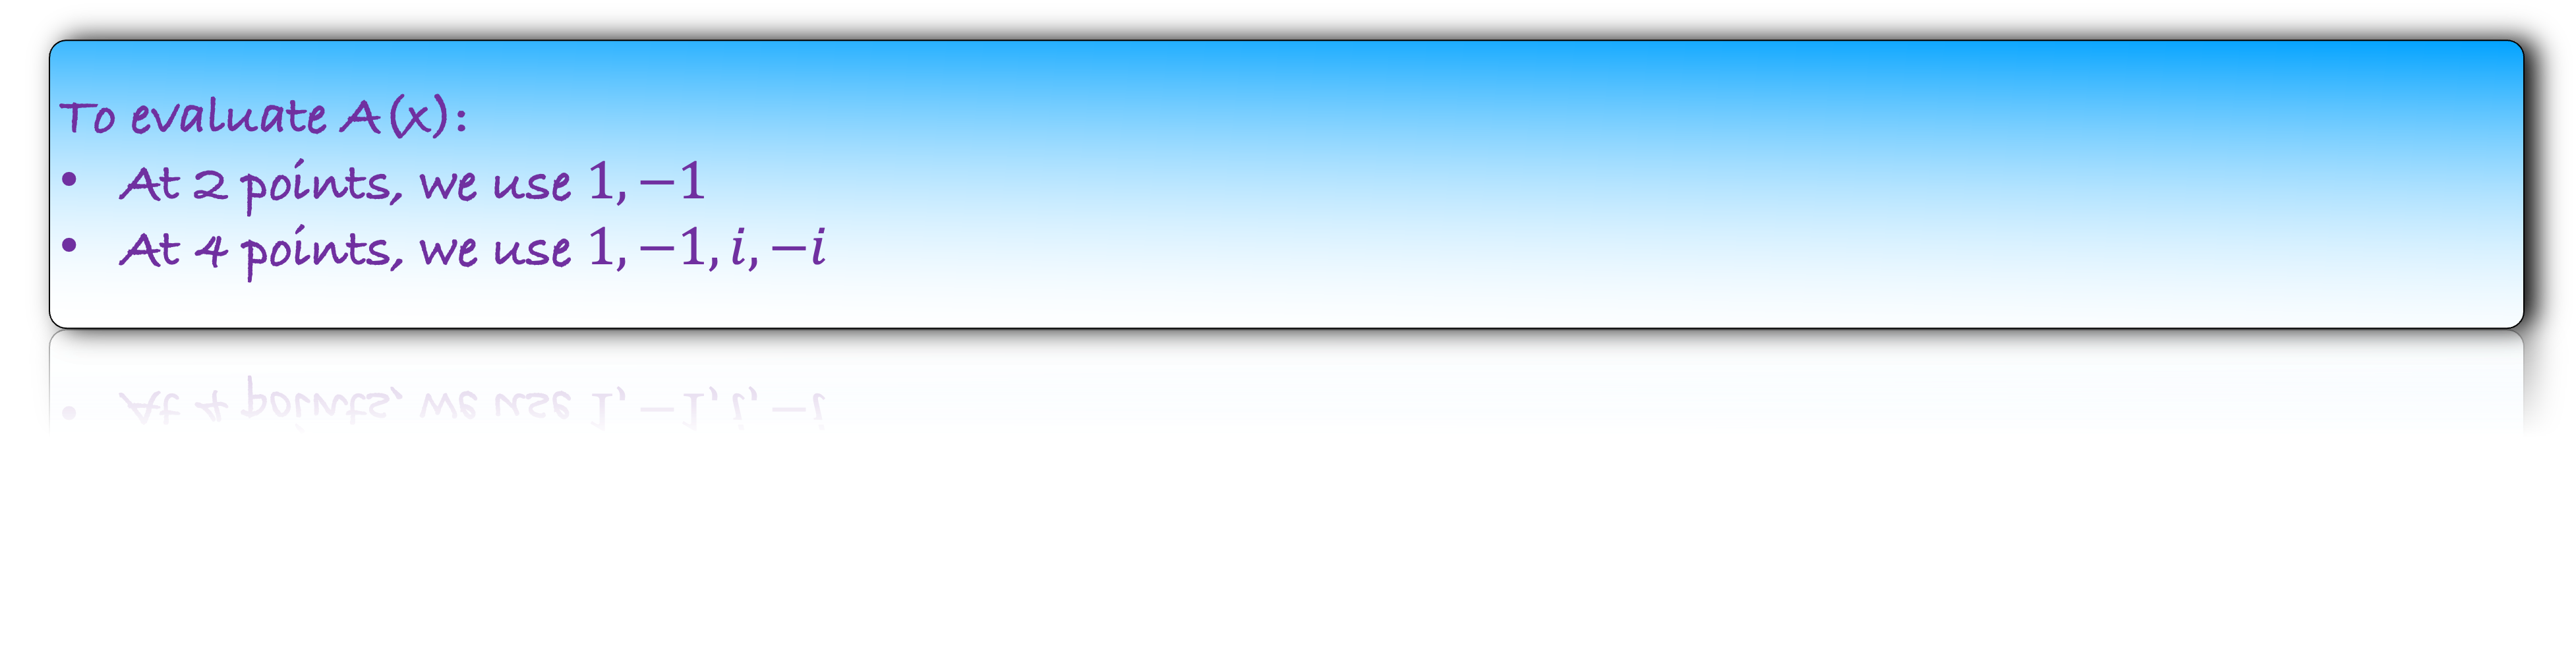 To evaluate A(x):
• At 2 points, we use 1, −1
• At 4 points, we use 1, −1, i, −i